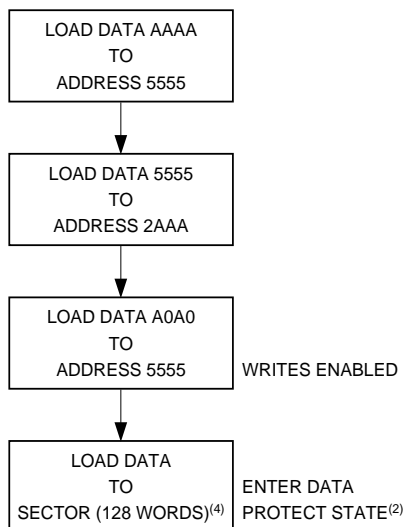 LOAD DATA AAAA
TO
ADDRESS 5555
LOAD DATA 5555
TO
ADDRESS 2AAA
LOAD DATA A0A0
TO
ADDRESS 5555 WRITES ENABLED
LOAD DATA
TO ENTER DATA
SECTOR (128 WORDS)(4) PROTECT STATE(2)